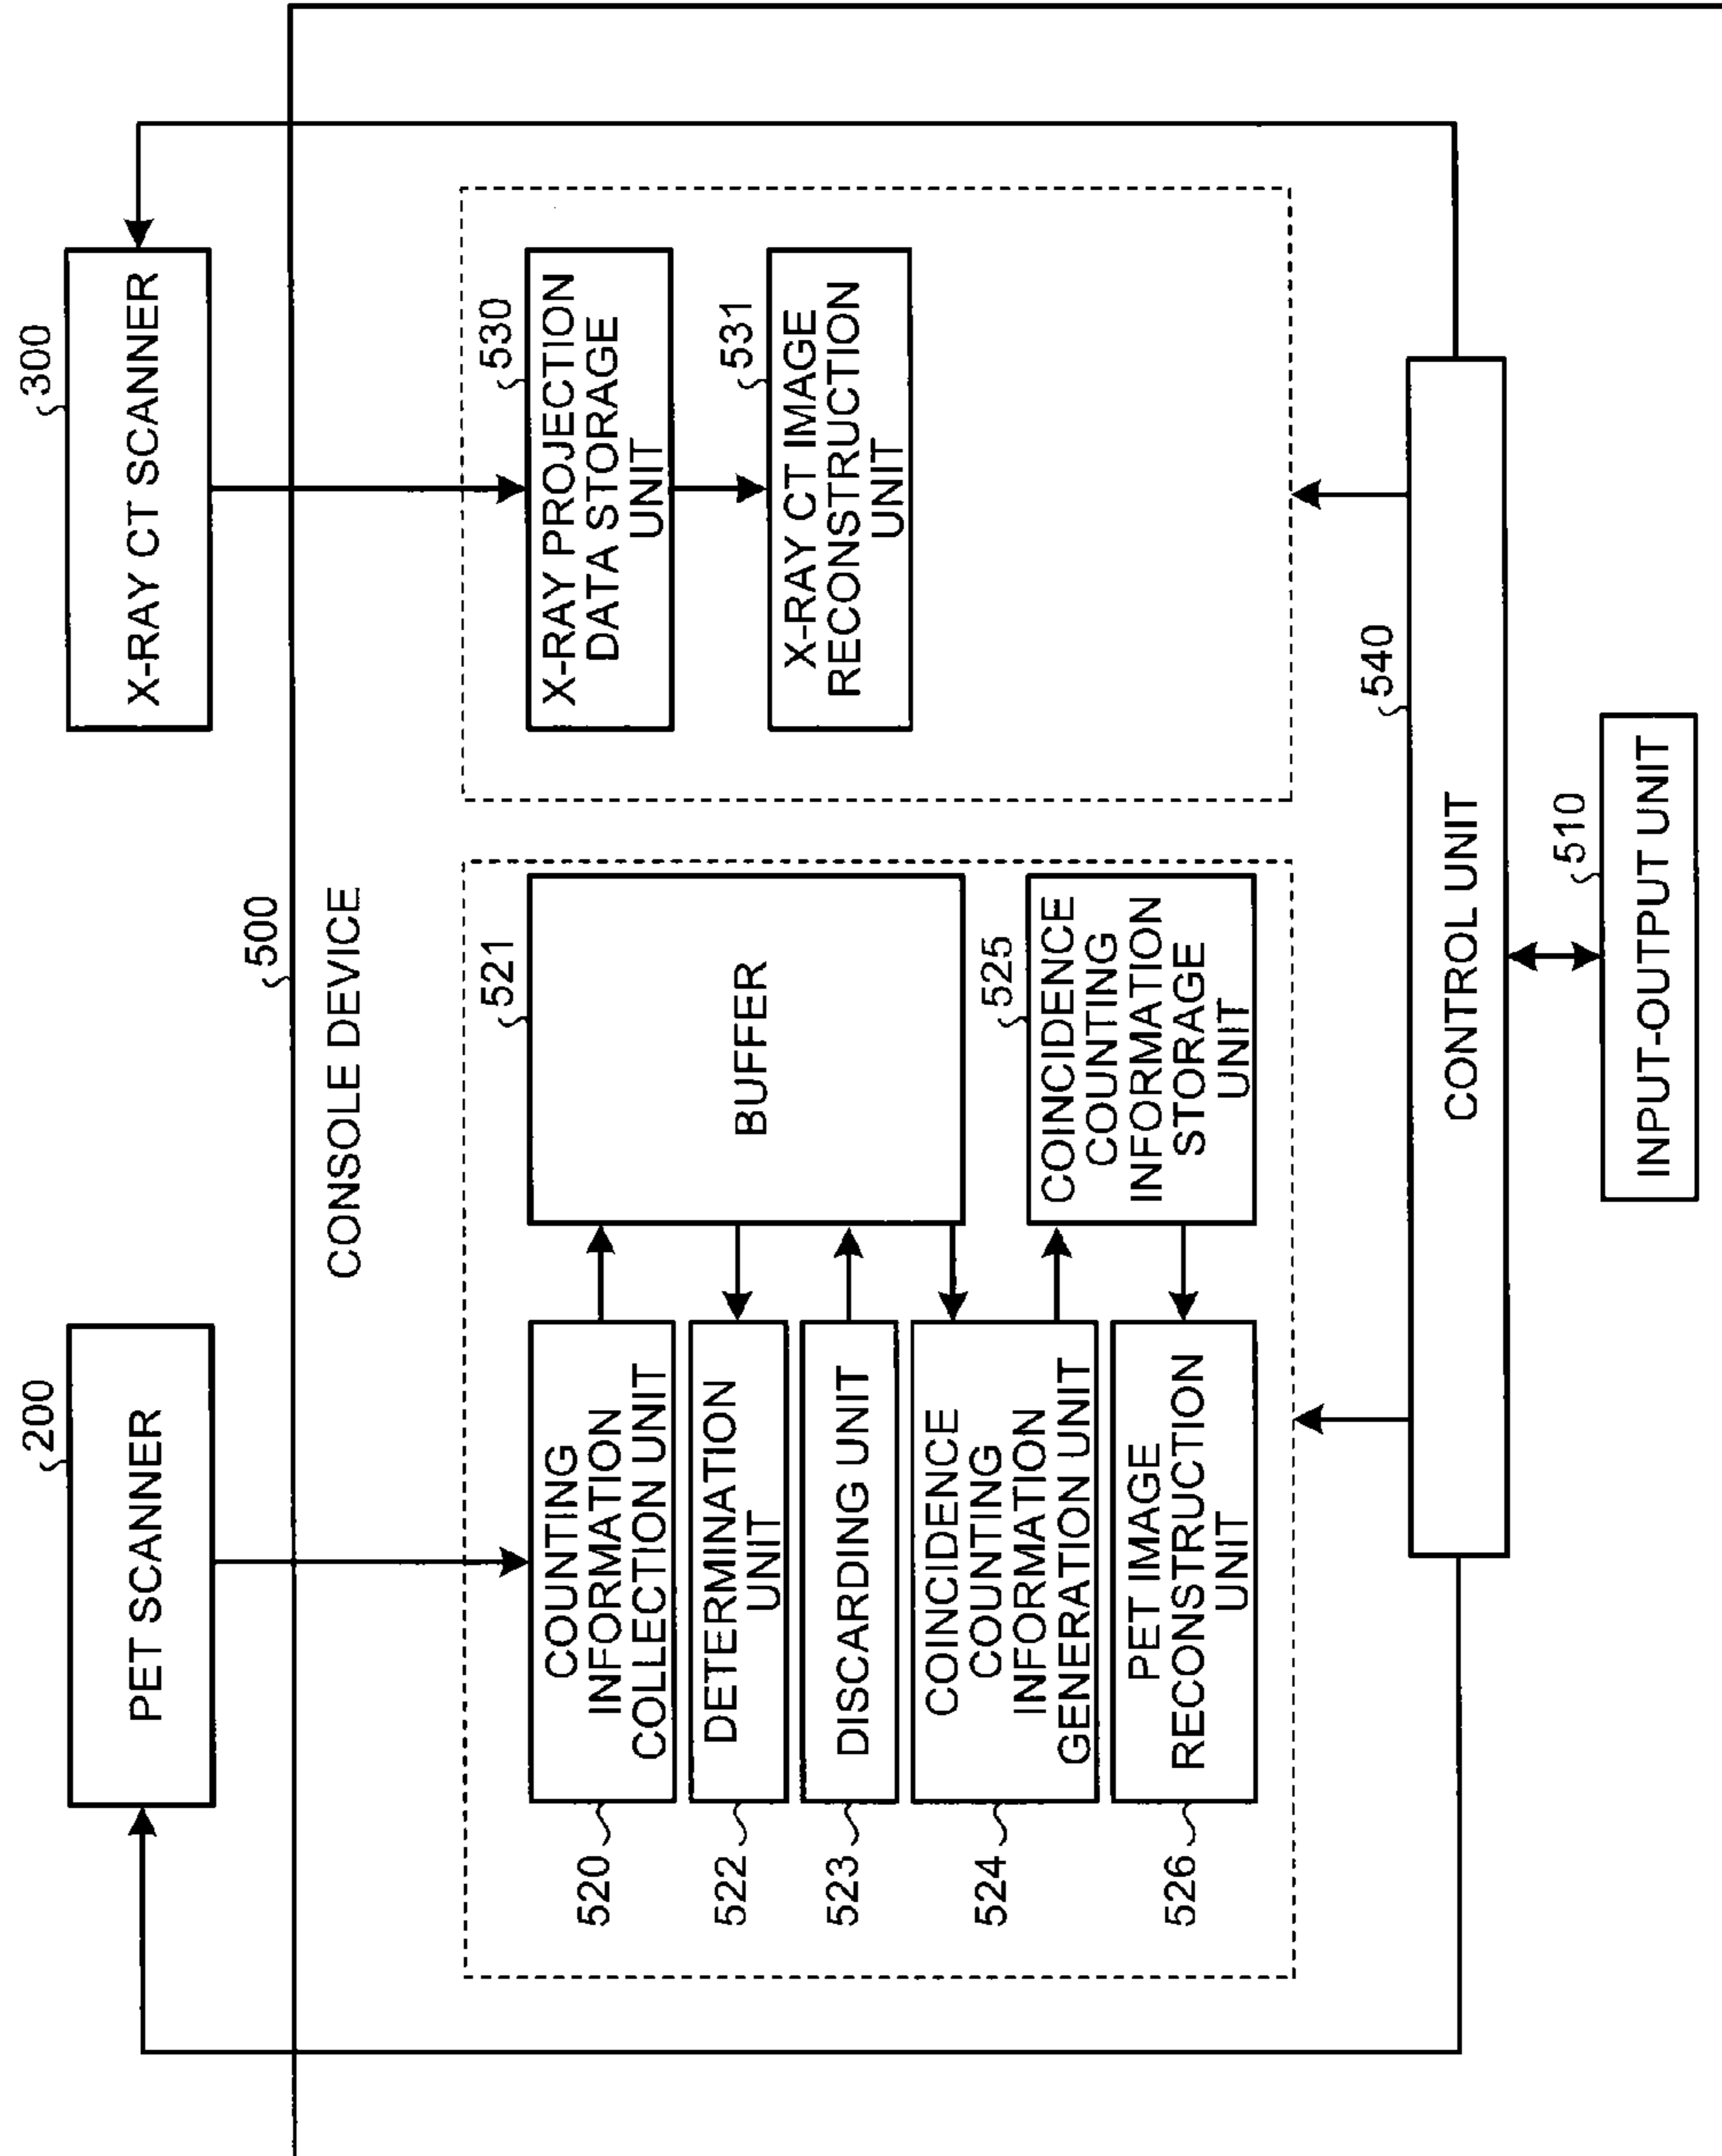 200
PET SCANNER
300
X-RAY CT SCANNER
500
CONSOLE DEVICE
520
COUNTING
INFORMATION
COLLECTION UNIT
521
BUFFER
522
DETERMINATION
UNIT
523
DISCARDING UNIT
524
COINCIDENCE
COUNTING
INFORMATION
GENERATION UNIT
525
COINCIDENCE
COUNTING
INFORMATION
STORAGE
UNIT
526
PET IMAGE
RECONSTRUCTION
UNIT
530
X-RAY PROJECTION
DATA STORAGE
UNIT
531
X-RAY CT IMAGE
RECONSTRUCTION
UNIT
540
CONTROL UNIT
510
INPUT-OUTPUT UNIT